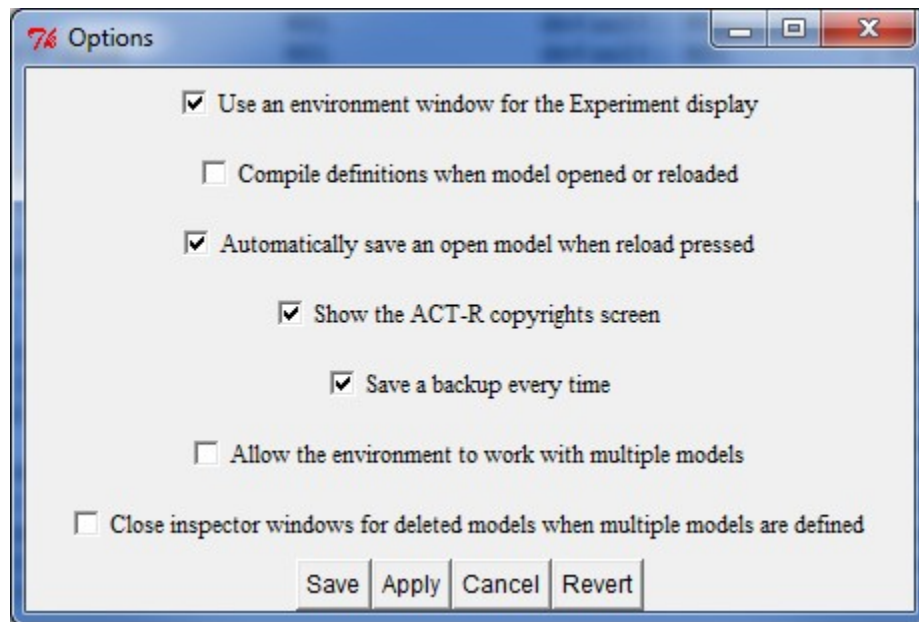 Options
Use an environment window for the Experiment display
Compile definitions when model opened or reloaded
Automatically save an open model when reload pressed
Show the ACT-R copyrights screen
Save a backup every time
Allow the environment to work with multiple models
Close inspector windows for deleted models when multiple models are defined
Save Apply Cancel Revert